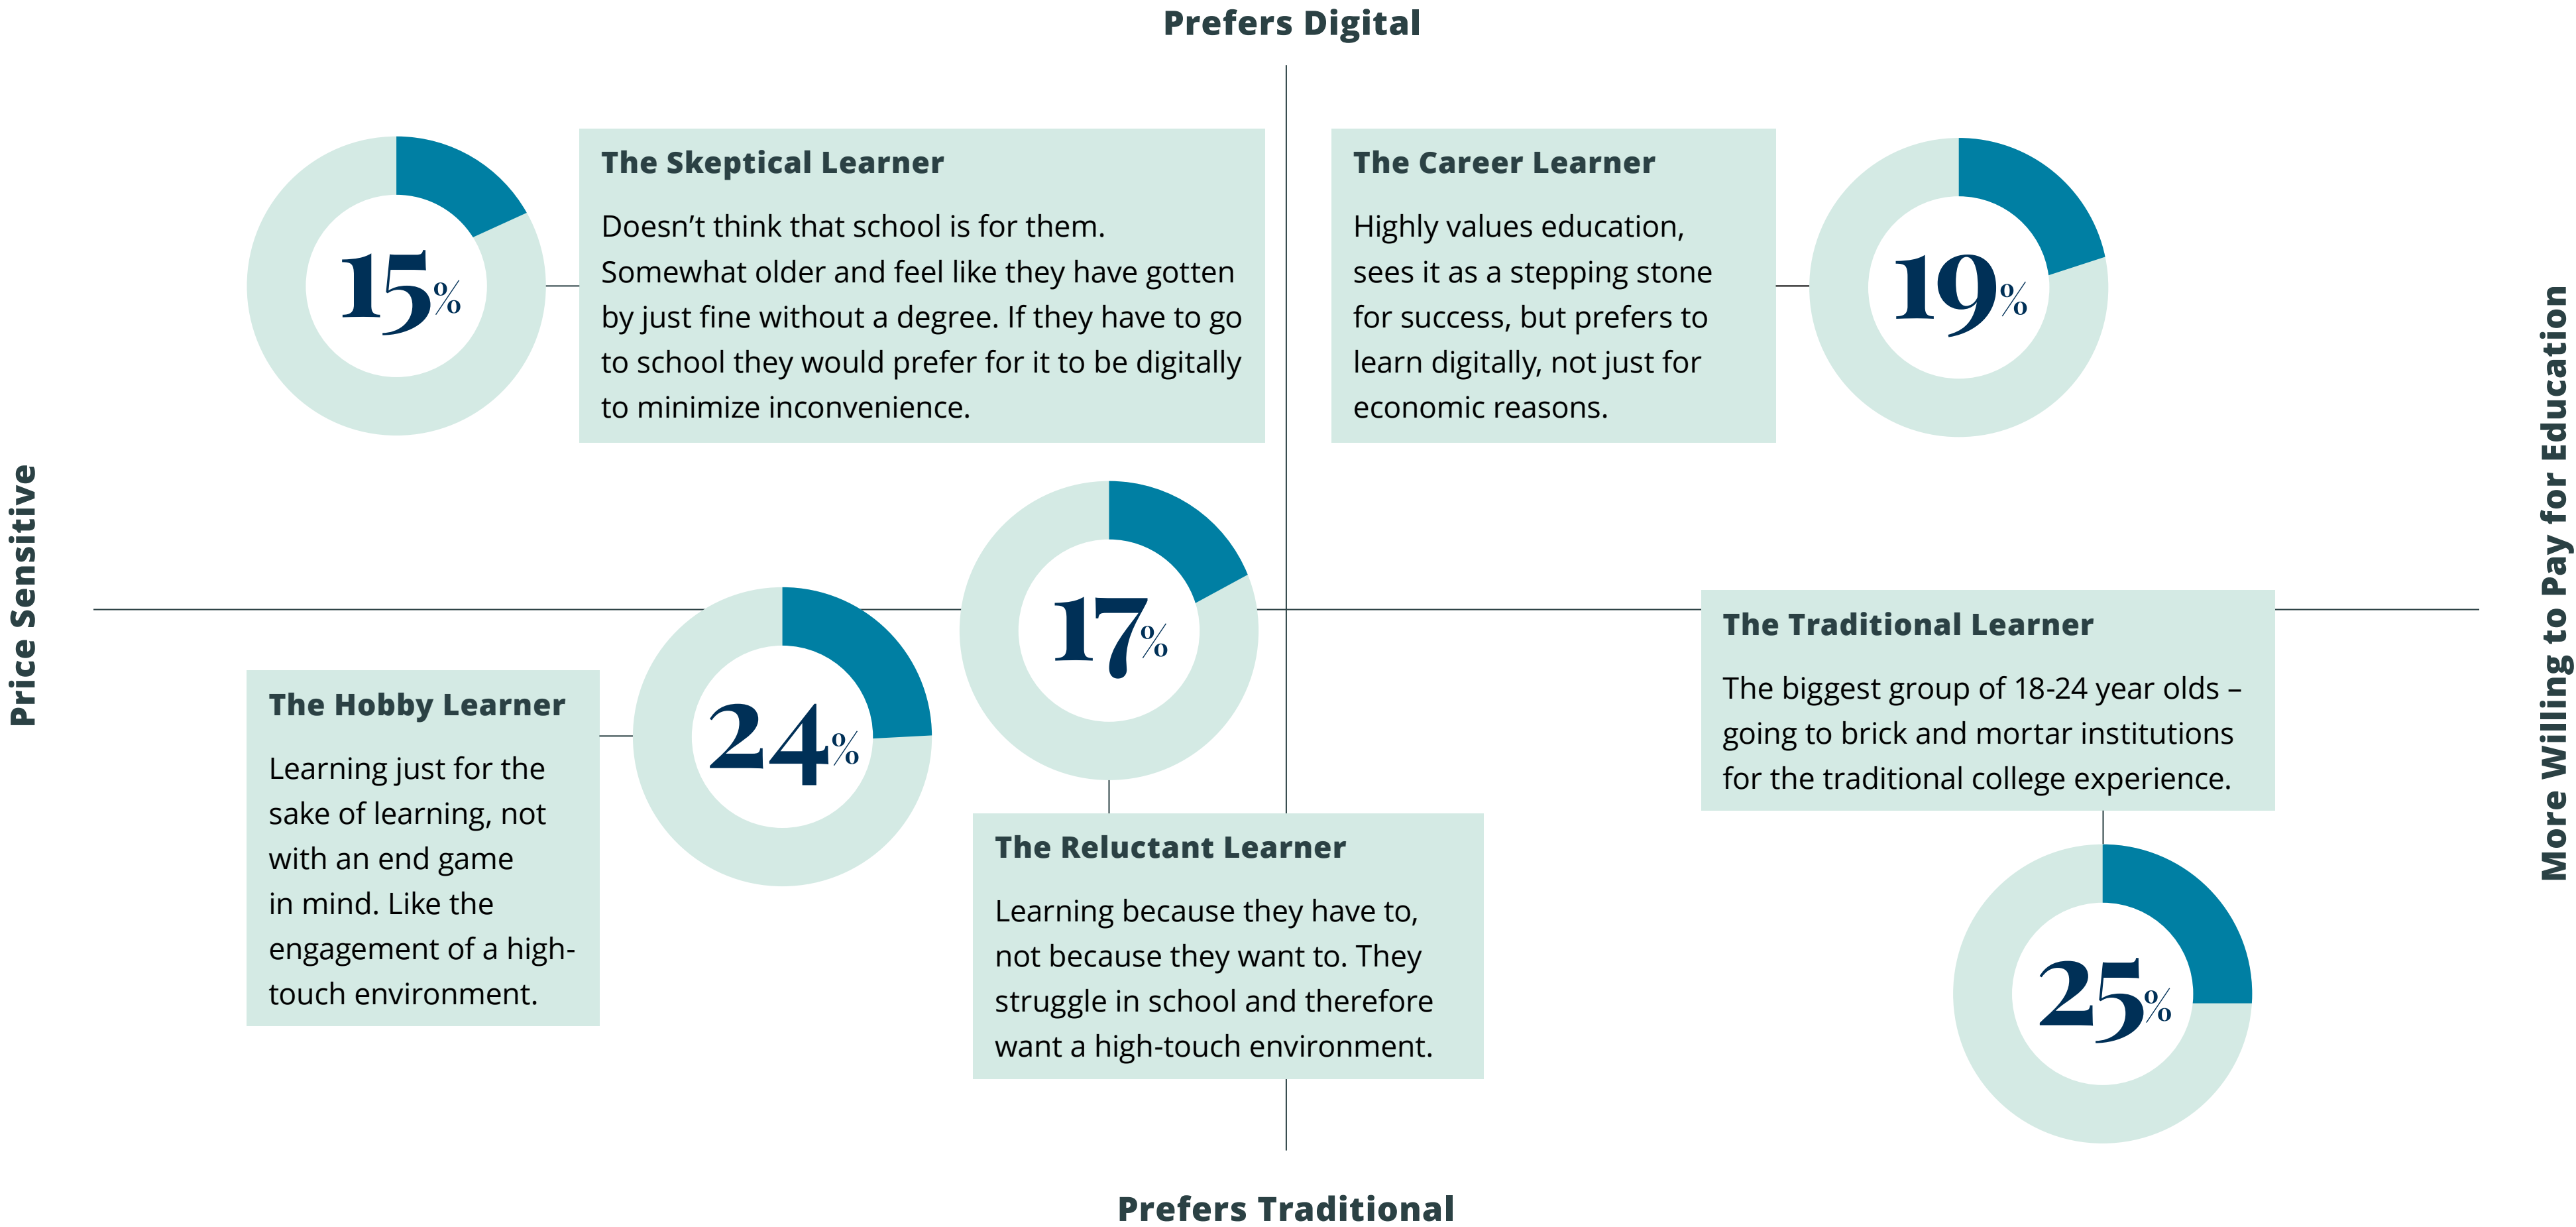 Prefers Digital
The Skeptical Learner
Doesn’t think that school is for them.
Somewhat older and feel like they have gotten
by just fine without a degree. If they have to go
to school they would prefer for it to be digitally
to minimize inconvenience.
15%
The Career Learner
Highly values education,
sees it as a stepping stone
for success, but prefers to
learn digitally, not just for
economic reasons.
19%
Price Sensitive
More Willing to Pay for Education
17%
The Reluctant Learner
Learning because they have to,
not because they want to. They
struggle in school and therefore
want a high-touch environment.
The Hobby Learner
Learning just for the
sake of learning, not
with an end game
in mind. Like the
engagement of a high-
touch environment.
24%
The Traditional Learner
The biggest group of 18-24 year olds –
going to brick and mortar institutions
for the traditional college experience.
25%
Prefers Traditional